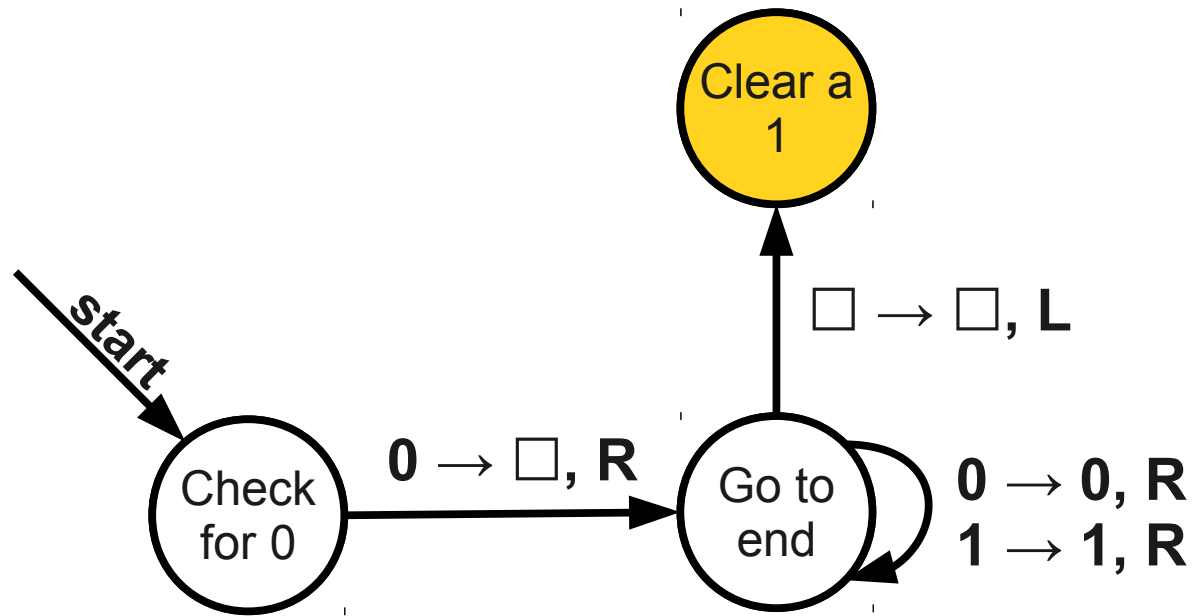 Clear a
1
start
□ → □, L
Check
for 0
0 → □, R
Go to
end
0 → 0, R
1 → 1, R